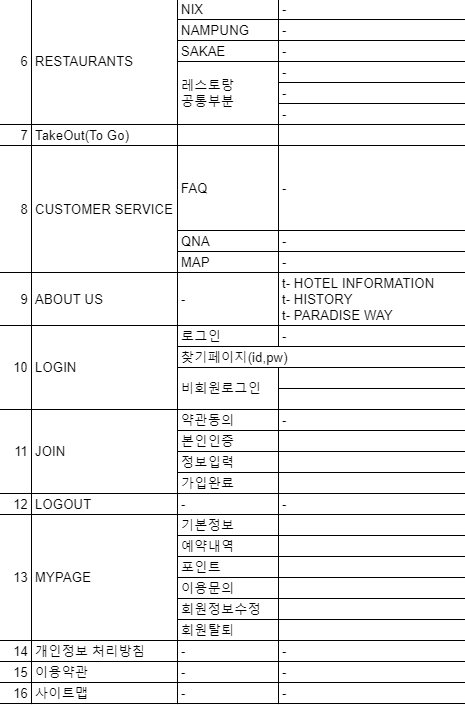 NIX -
NAMPUNG -
SAKAE -
6 RESTAURANTS
-
레스토랑
공통부분
-
-
7 TakeOut(To Go)
8 CUSTOMER SERVICE
FAQ -
QNA -
MAP -
9 ABOUT US -
t- HOTEL INFORMATION
t- HISTORY
t- PARADISE WAY
10 LOGIN
로그인 -
찾기페이지(id,pw)
비회원로그인
11 JOIN
약관동의 -
본인인증
정보입력
가입완료
12 LOGOUT - -
13 MYPAGE
기본정보
예약내역
포인트
이용문의
회원정보수정
회원탈퇴
14 개인정보 처리방침 - -
15 이용약관 - -
16 사이트맵 - -